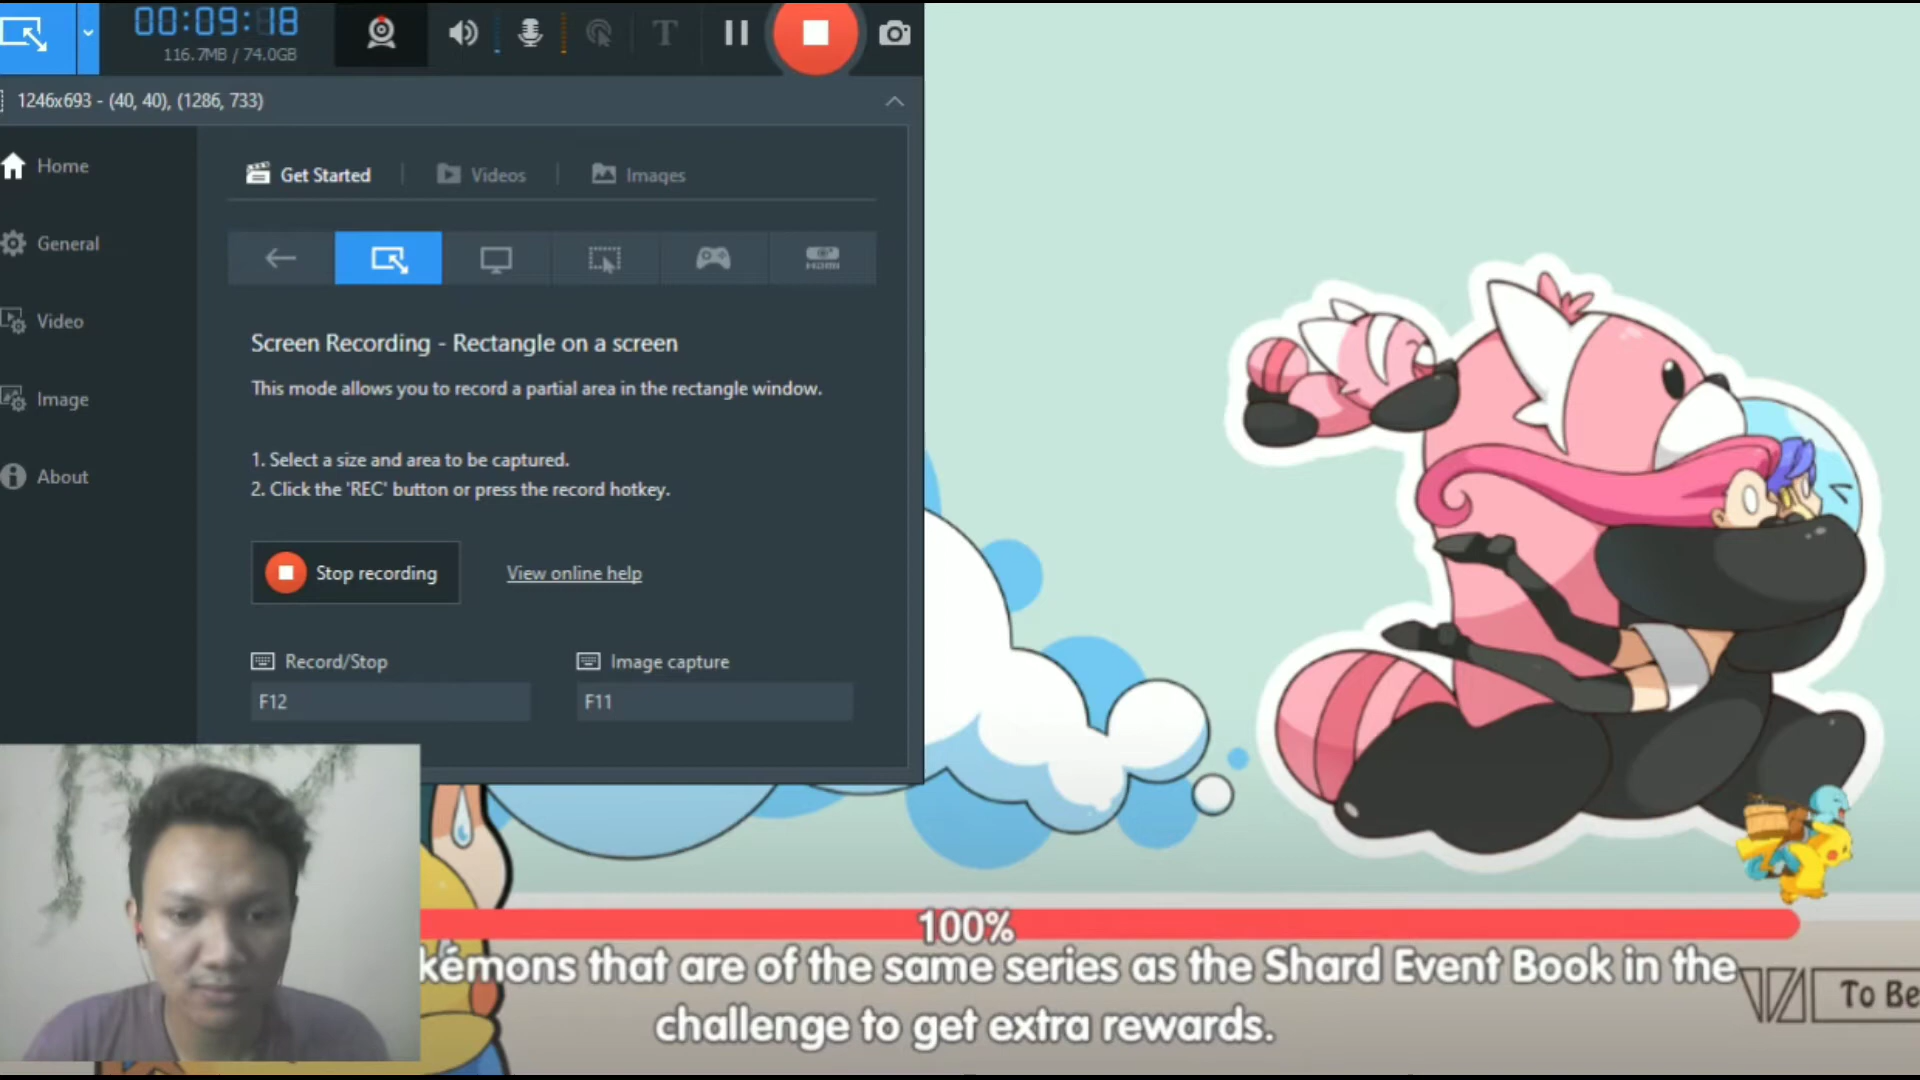 00:09:18
116.7MB / 74.0GB
T
1246x693 - (40, 40), (1286, 733)
Home
General
Video
Image
About
Get Started
Videos
Images
HDMI
Screen Recording - Rectangle on a screen
This mode allows you to record a partial area in the rectangle window.
1. Select a size and area to be captured.
2. Click the 'REC' button or press the record hotkey.
Stop recording
View online help
Record/Stop
Image capture
F12
F11
100%
kémons that are of the same series as the Shard Event Book in the
challenge to get extra rewards.
To Be